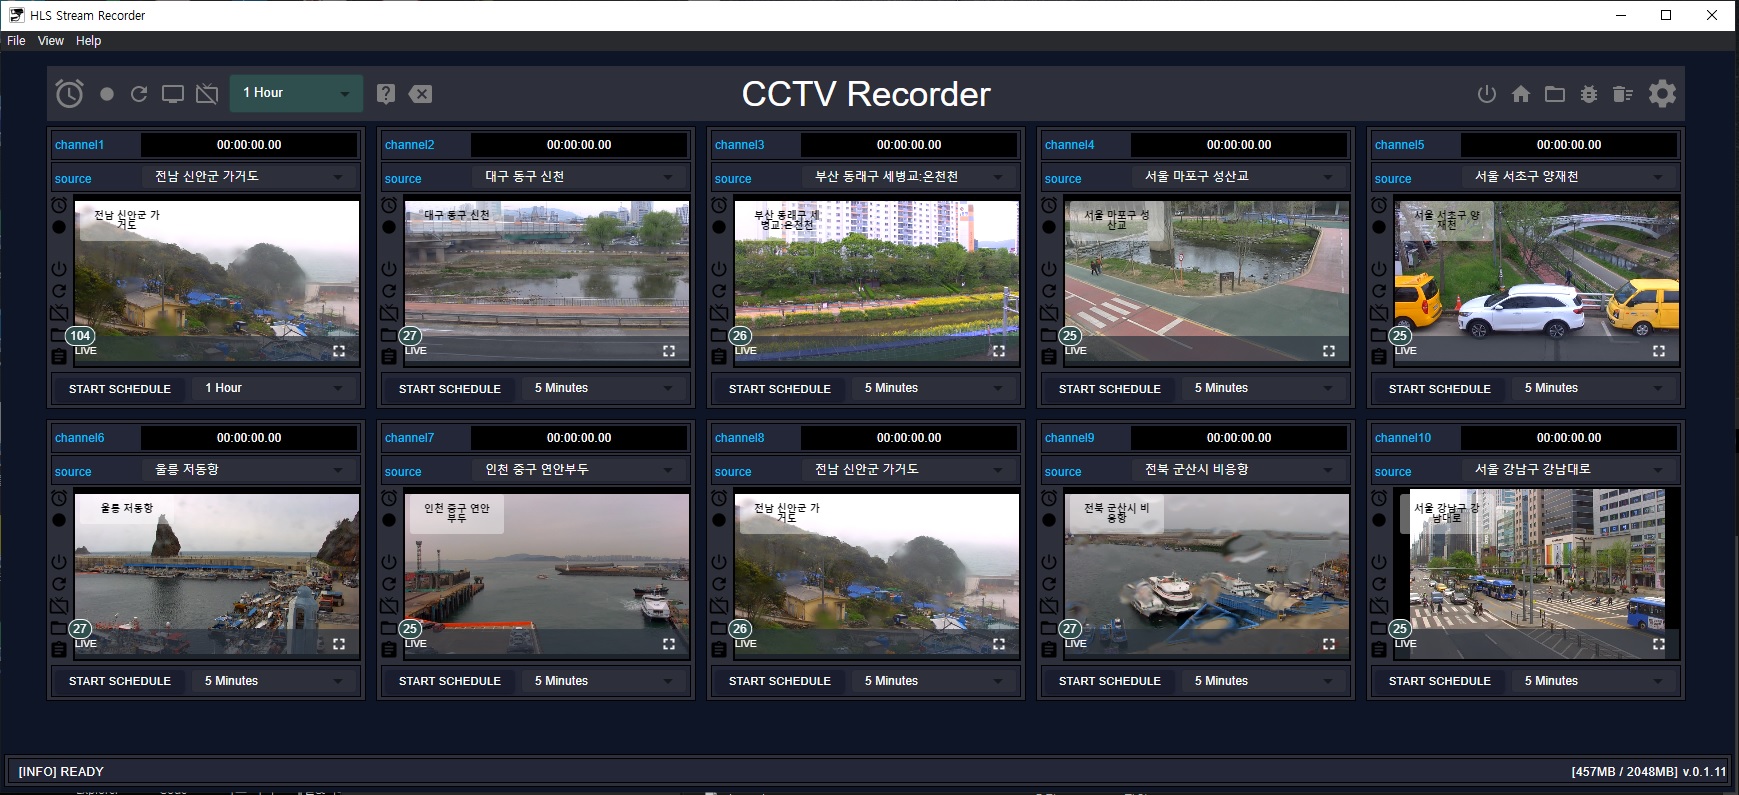 HLS Stream Recorder
File View Help
1 Hour
CCTV Recorder
channel1 00:00:00.00
source 전남 신안군 가거도
전남 신안군 가
거도
104
LIVE
START SCHEDULE 1 Hour
channel2 00:00:00.00
source 대구 동구 신천
대구 동구 신천
27
LIVE
START SCHEDULE 5 Minutes
channel3 00:00:00.00
source 부산 동래구 세병교:온천천
부산 동래구 세
병교:온천천
26
LIVE
START SCHEDULE 5 Minutes
channel4 00:00:00.00
source 서울 마포구 성산교
서울 마포구 성
산교
25
LIVE
START SCHEDULE 5 Minutes
channel5 00:00:00.00
source 서울 서초구 양재천
서울 서초구 양
재천
25
LIVE
START SCHEDULE 5 Minutes
channel6 00:00:00.00
source 울릉 저동항
울릉 저동항
27
LIVE
START SCHEDULE 5 Minutes
channel7 00:00:00.00
source 인천 중구 연안부두
인천 중구 연안
부두
25
LIVE
START SCHEDULE 5 Minutes
channel8 00:00:00.00
source 전남 신안군 가거도
전남 신안군 가
거도
26
LIVE
START SCHEDULE 5 Minutes
channel9 00:00:00.00
source 전북 군산시 비응항
전북 군산시 비
응항
27
LIVE
START SCHEDULE 5 Minutes
channel10 00:00:00.00
source 서울 강남구 강남대로
서울 강남구 강
남대로
25
LIVE
START SCHEDULE 5 Minutes
[INFO] READY
[457MB / 2048MB] v.0.1.11